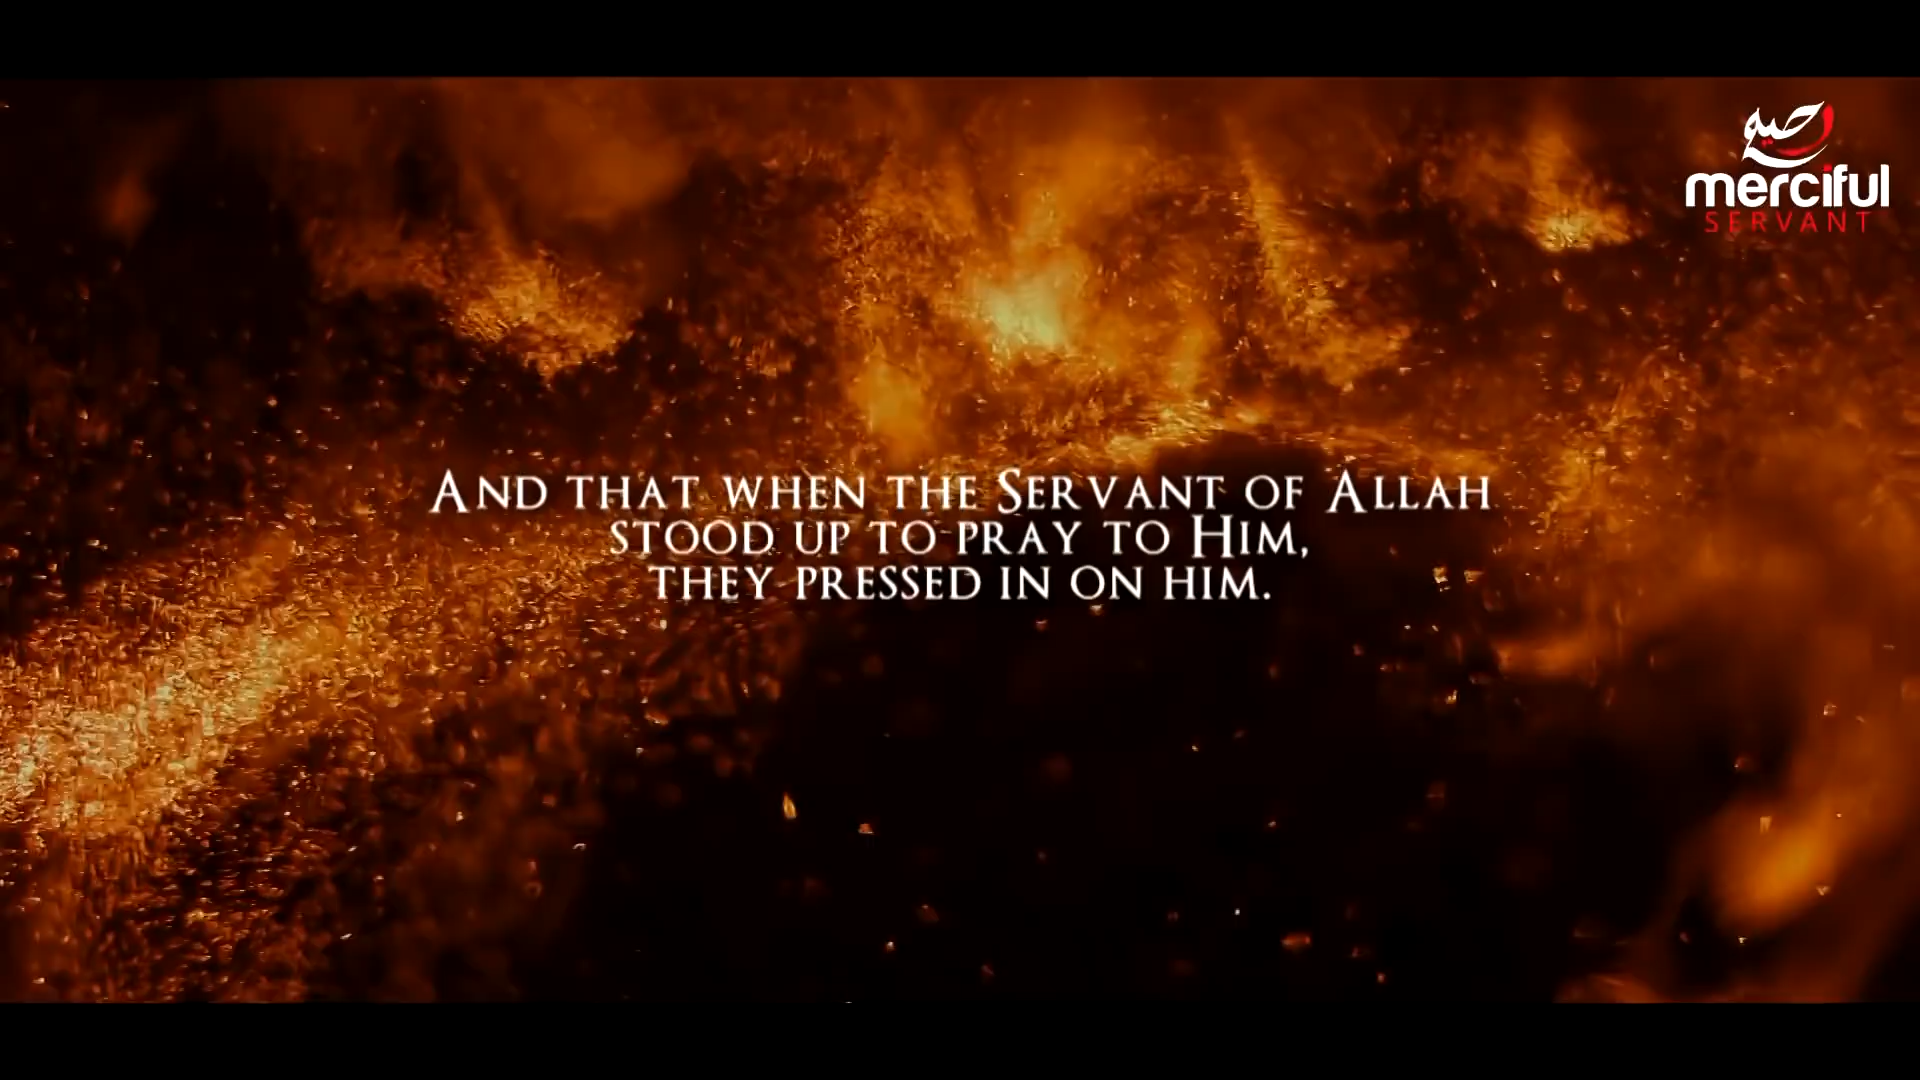 merciful
SERVANT
AND THAT WHEN THE SERVANT OF ALLAH
STOOD UP TO PRAY TO HIM,
THEY PRESSED IN ON HIM.